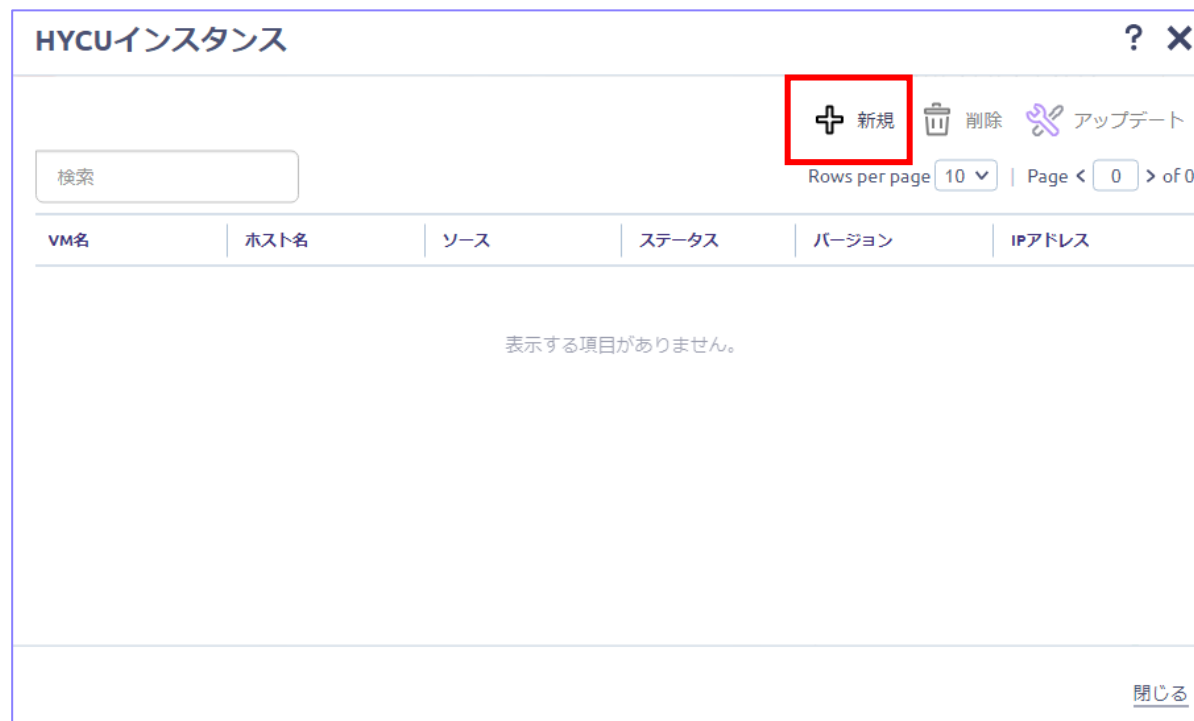 HYCUインスタンス ?
新規 削除 アップデート
検索
Rows per page 10 | Page < 0 > of 0
VM名 ホスト名 ソース ステータス バージョン IPアドレス
表示する項目がありません。
閉じる